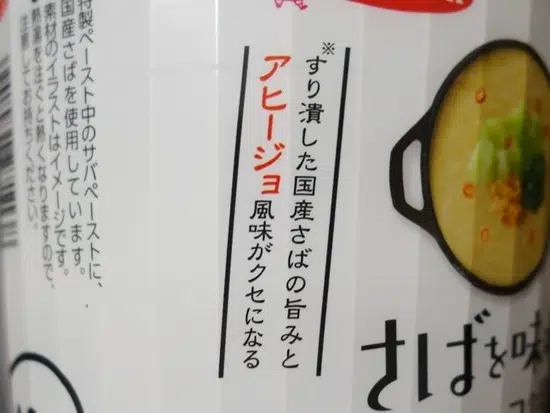 さばを味
※すり潰した国産さばの旨みと
アヒージョ風味がクセになる
特製ペースト中のサバペーストに、
国産さばを使用しています。
素材のイラストはイメージです。
熱湯を注ぐと熱くなりますので、
注意してお持ちください。